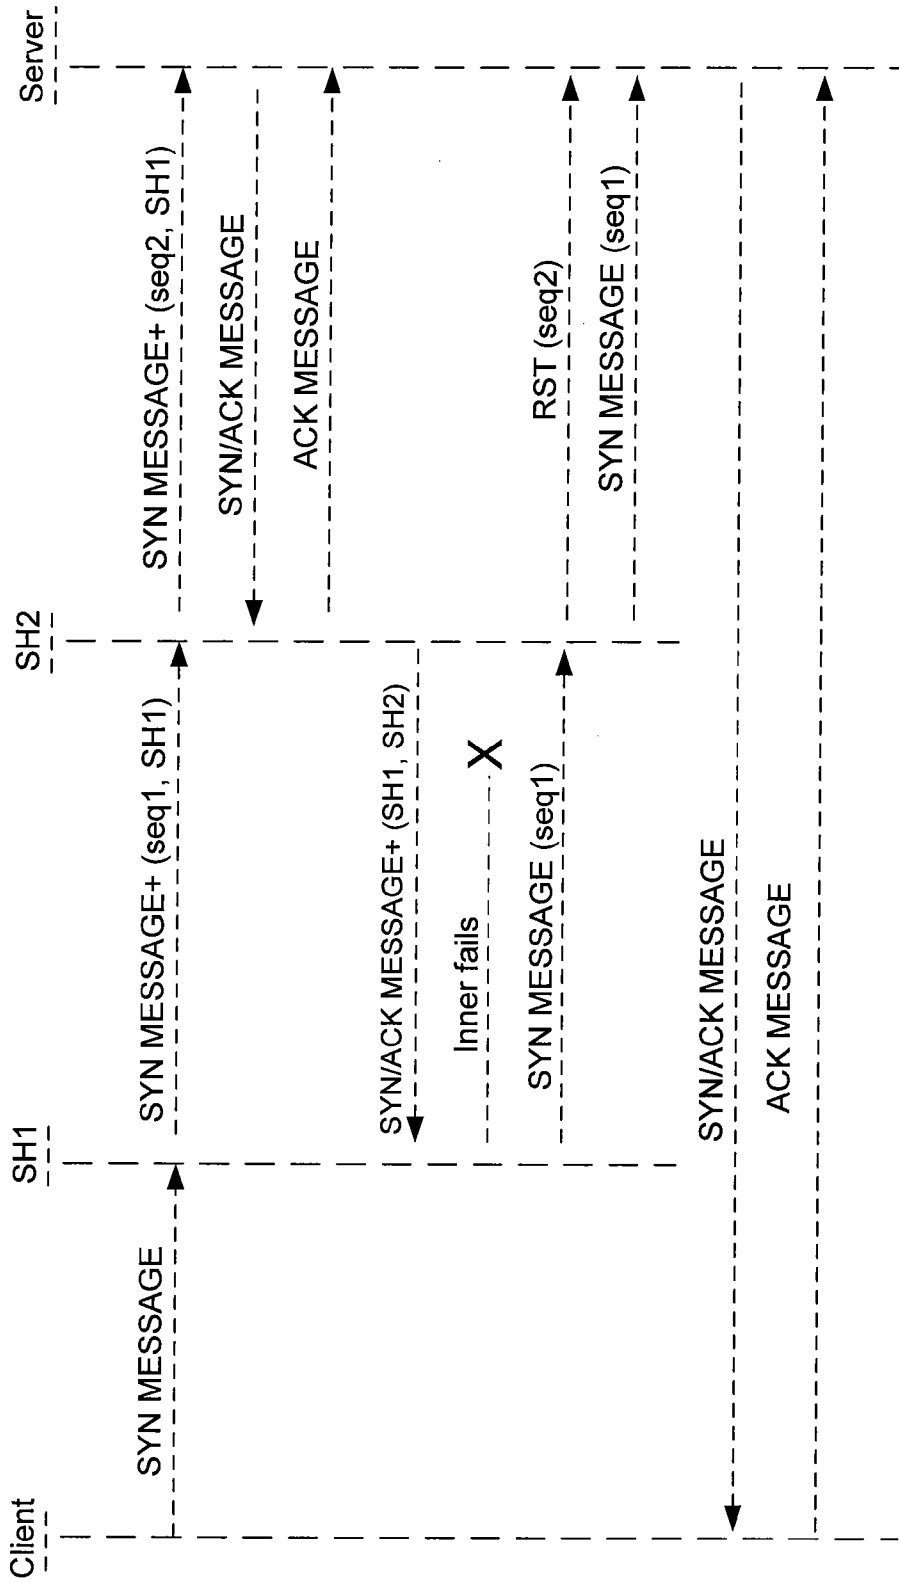 Client
SH1
SH2
Server
SYN MESSAGE
SYN MESSAGE+ (seq1, SH1)
SYN MESSAGE+ (seq2, SH1)
SYN/ACK MESSAGE
ACK MESSAGE
SYN/ACK MESSAGE+ (SH1, SH2)
Inner fails
X
SYN MESSAGE (seq1)
RST (seq2)
SYN MESSAGE (seq1)
SYN/ACK MESSAGE
ACK MESSAGE